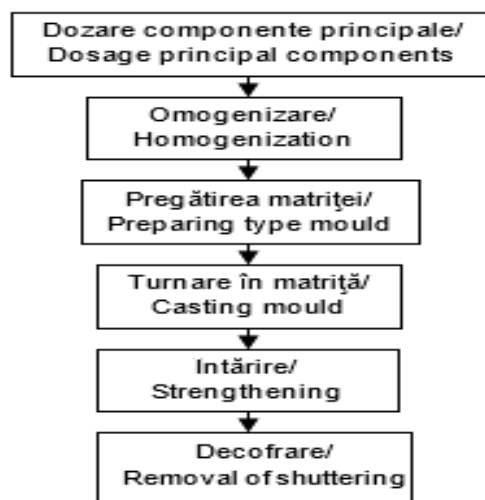 Dozare componente principale/
Dosage principal components
Omogenizare/
Homogenization
Pregătirea matriţei/
Preparing type mould
Turnare în matriţă/
Casting mould
Intărire/
Strengthening
Decofrare/
Removal of shuttering